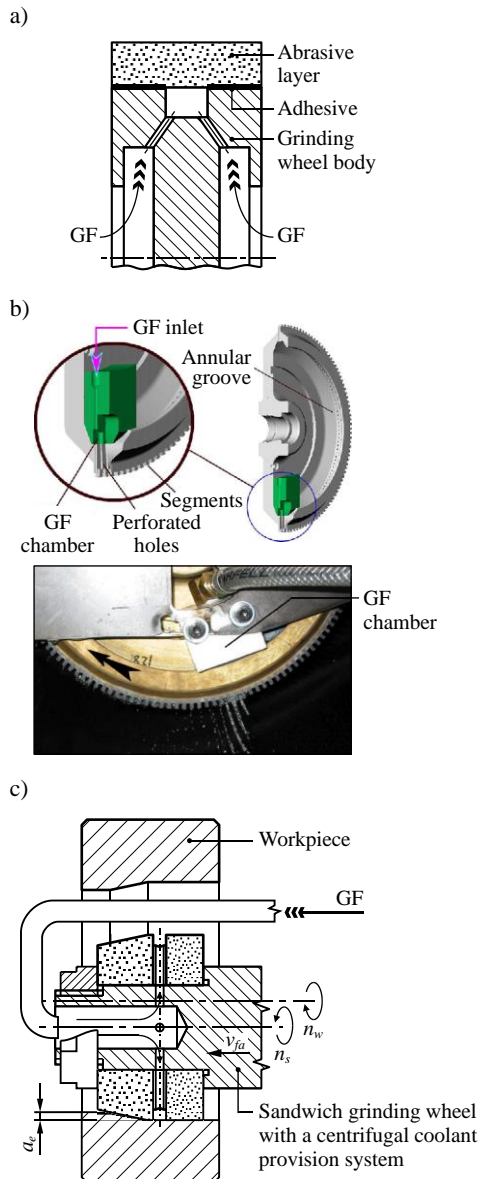 a)
Abrasive
layer
Adhesive
Grinding
wheel body
GF
GF
b)
GF inlet
Annular
groove
Segments
GF
chamber
Perforated
holes
GF
chamber
c)
Workpiece
GF
n_w
n_s
v_fa
a_e
Sandwich grinding wheel
with a centrifugal coolant
provision system